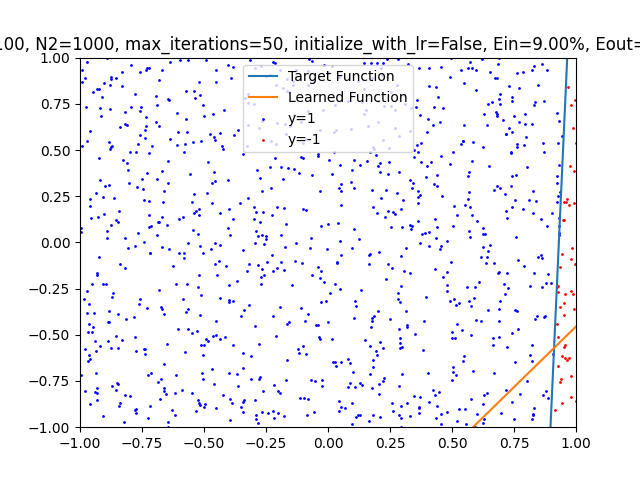 .00, N2=1000, max_iterations=50, initialize_with_lr=False, Ein=9.00%, Eout=
1.00
0.75
0.50
0.25
0.00
−0.25
−0.50
−0.75
−1.00
−1.00 −0.75 −0.50 −0.25 0.00 0.25 0.50 0.75 1.00
Target Function
Learned Function
y=1
y=-1